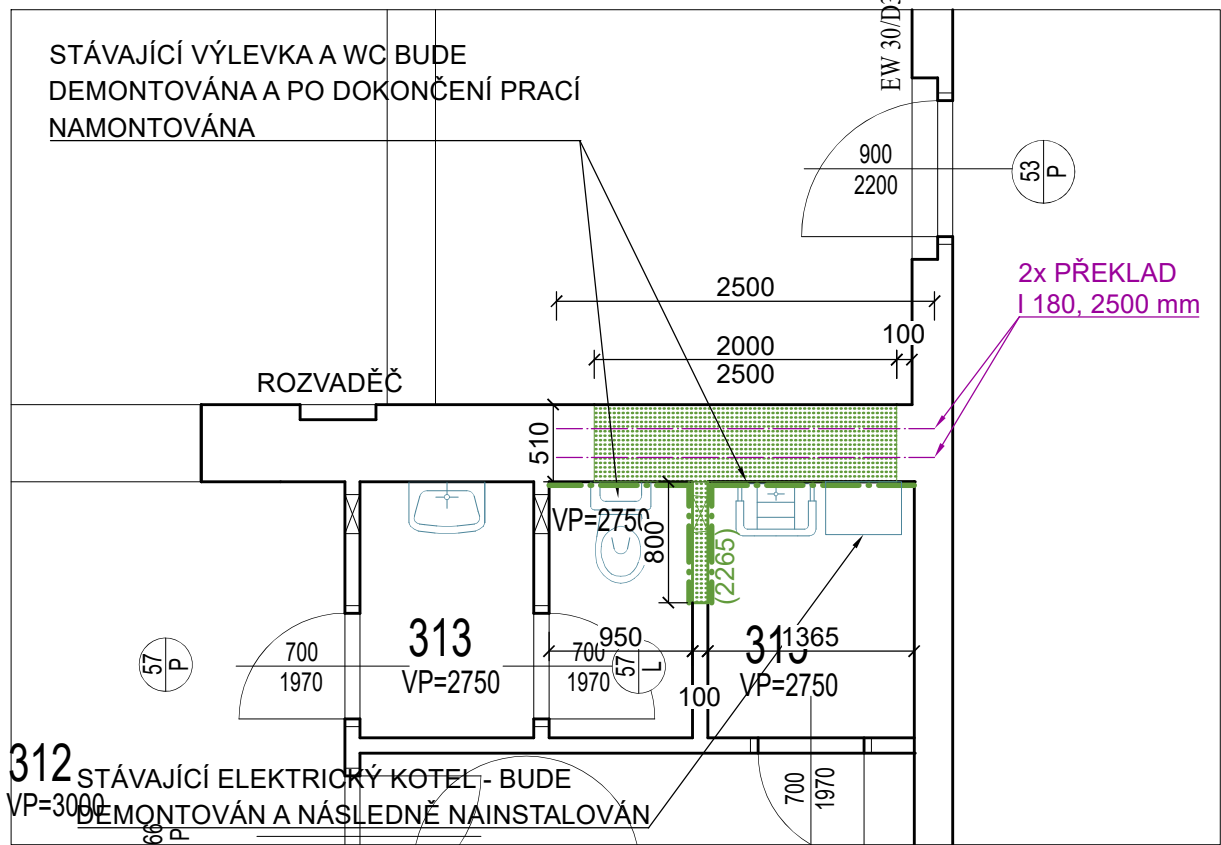 EW 30/D3
STÁVAJÍCÍ VÝLEVKA A WC BUDE
DEMONTOVÁNA A PO DOKONČENÍ PRACÍ
NAMONTOVÁNA
900
2200
53
P
2x PŘEKLAD
I 180, 2500 mm
2500
100
2000
2500
ROZVADĚČ
510
VP=2750
800
(2265)
313
VP=2750
700
1970
57
P
950
700
1970
57
L
1365
VP=2750
100
312
VP=3000
STÁVAJÍCÍ ELEKTRICKÝ KOTEL - BUDE
DEMONTOVÁN A NÁSLEDNĚ NAINSTALOVÁN
700
1970
66
P